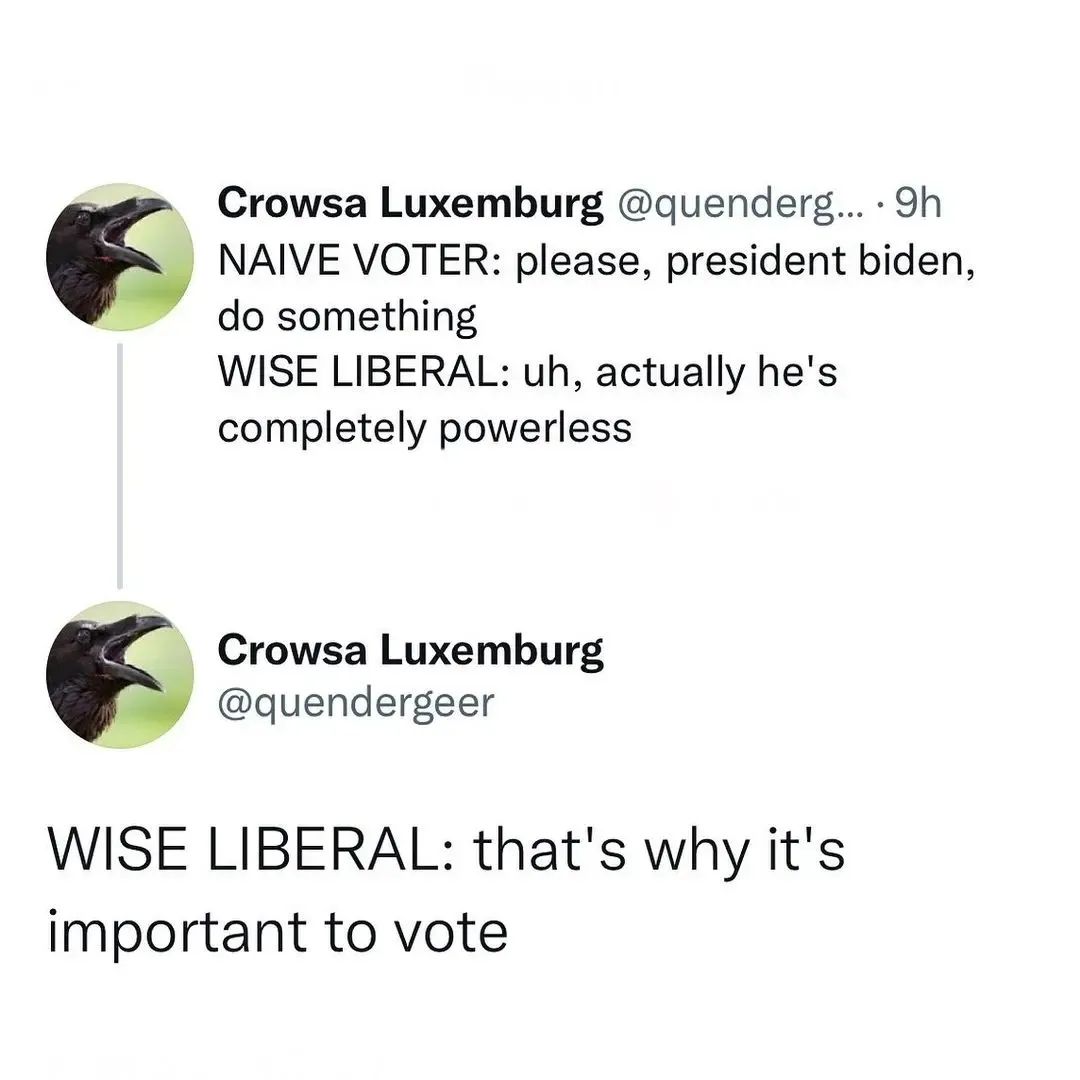 Crowsa Luxemburg @quenderg... · 9h
NAIVE VOTER: please, president biden,
do something
WISE LIBERAL: uh, actually he's
completely powerless
Crowsa Luxemburg
@quendergeer
WISE LIBERAL: that's why it's
important to vote